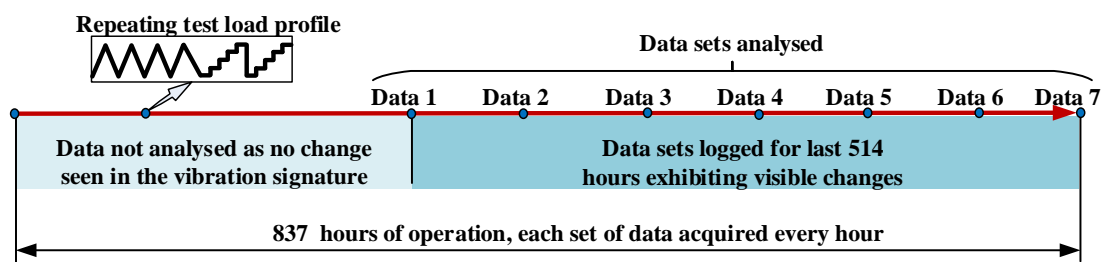 Repeating test load profile
Data sets analysed
Data 1 Data 2 Data 3 Data 4 Data 5 Data 6 Data 7
Data not analysed as no change
seen in the vibration signature
Data sets logged for last 514
hours exhibiting visible changes
837 hours of operation, each set of data acquired every hour